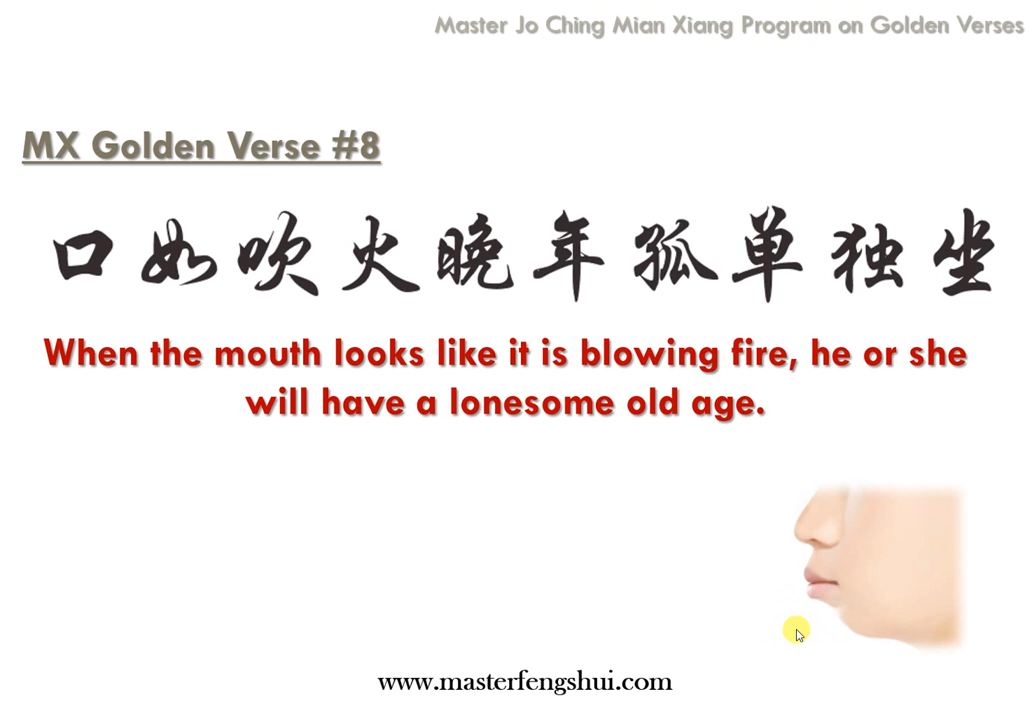 Master Jo Ching Mian Xiang Program on Golden Verses
MX Golden Verse #8
口如吹火晚年孤单独坐
When the mouth looks like it is blowing fire, he or she
will have a lonesome old age.
www.masterfengshui.com